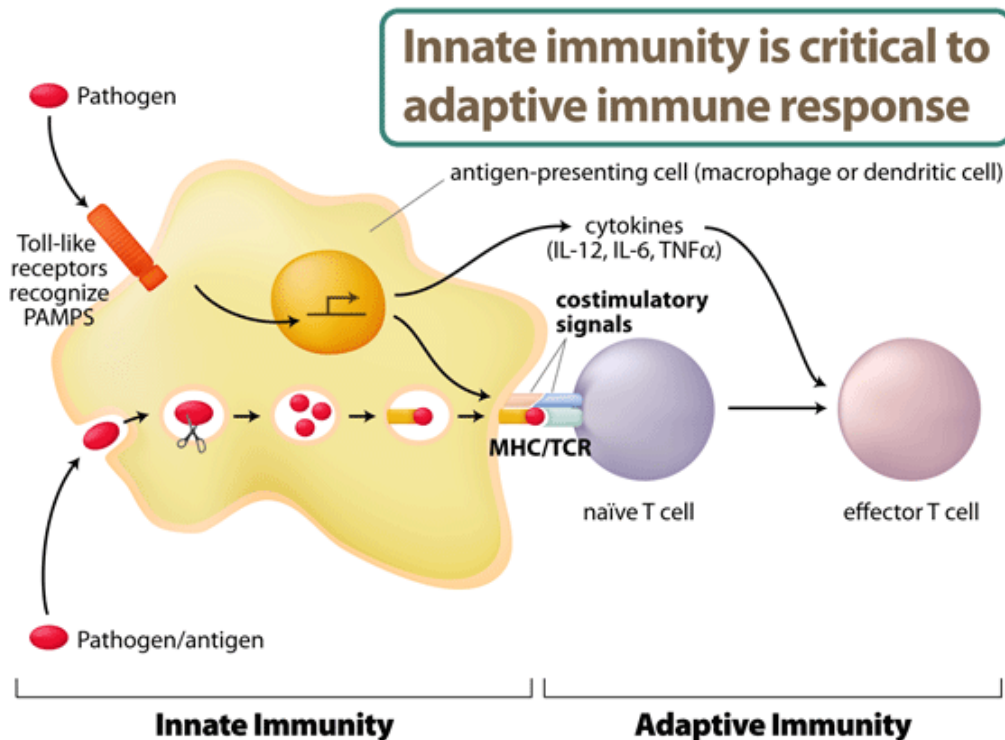 Innate immunity is critical to
adaptive immune response
Pathogen
antigen-presenting cell (macrophage or dendritic cell)
Toll-like
receptors
recognize
PAMPS
cytokines
(IL-12, IL-6, TNFα)
costimulatory
signals
MHC/TCR
naïve T cell
effector T cell
Pathogen/antigen
Innate Immunity
Adaptive Immunity